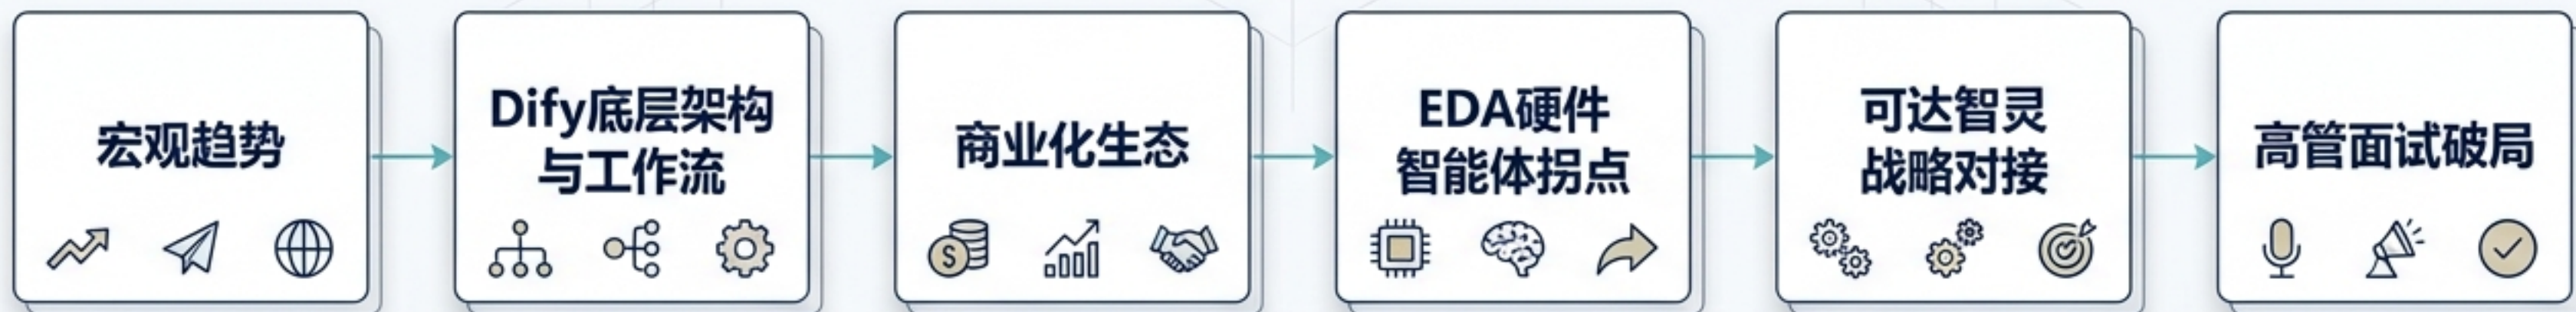 宏观趋势
Dify底层架构
与工作流
商业化生态
EDA硬件
智能体拐点
可达智灵
战略对接
高管面试破局